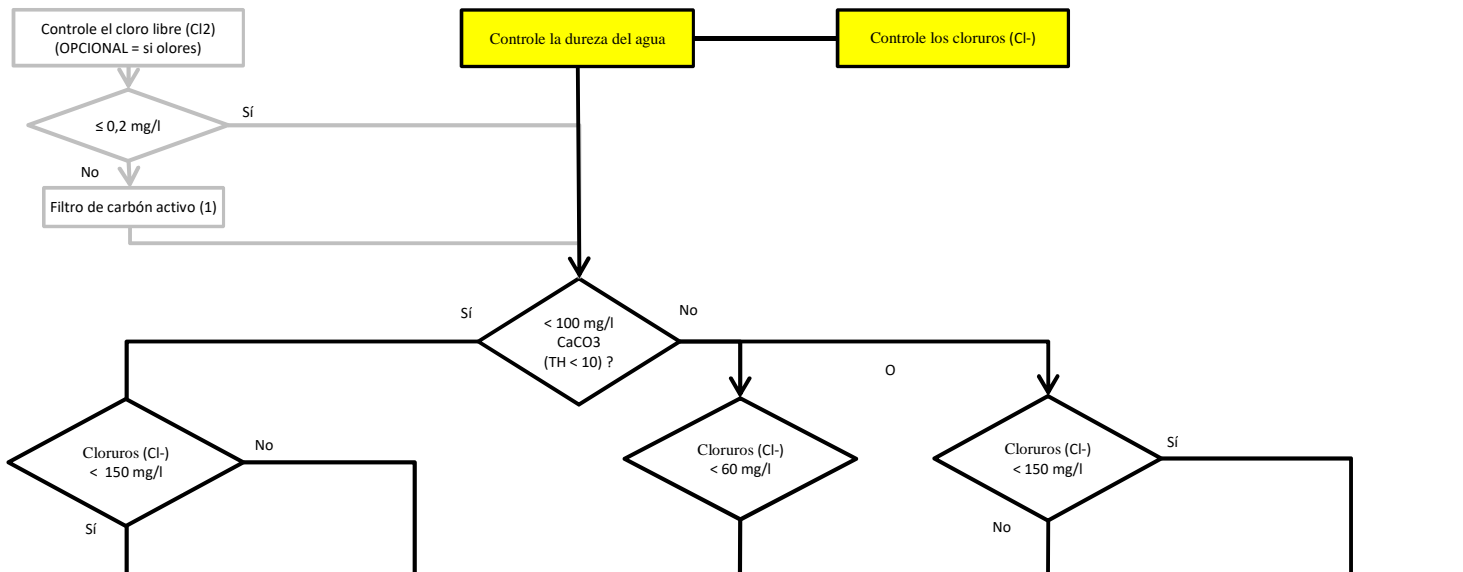 Controle el cloro libre (Cl2)
(OPCIONAL = si olores)
Controle la dureza del agua
Controle los cloruros (Cl-)
≤ 0,2 mg/l
Sí
No
Filtro de carbón activo (1)
Sí
< 100 mg/l
CaCO3
(TH < 10) ?
No
O
Cloruros (Cl-)
< 150 mg/l
No
Sí
Cloruros (Cl-)
< 60 mg/l
Cloruros (Cl-)
< 150 mg/l
Sí
No